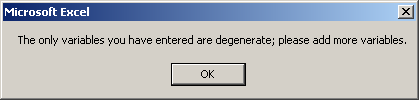 Microsoft Excel
The only variables you have entered are degenerate; please add more variables.
OK